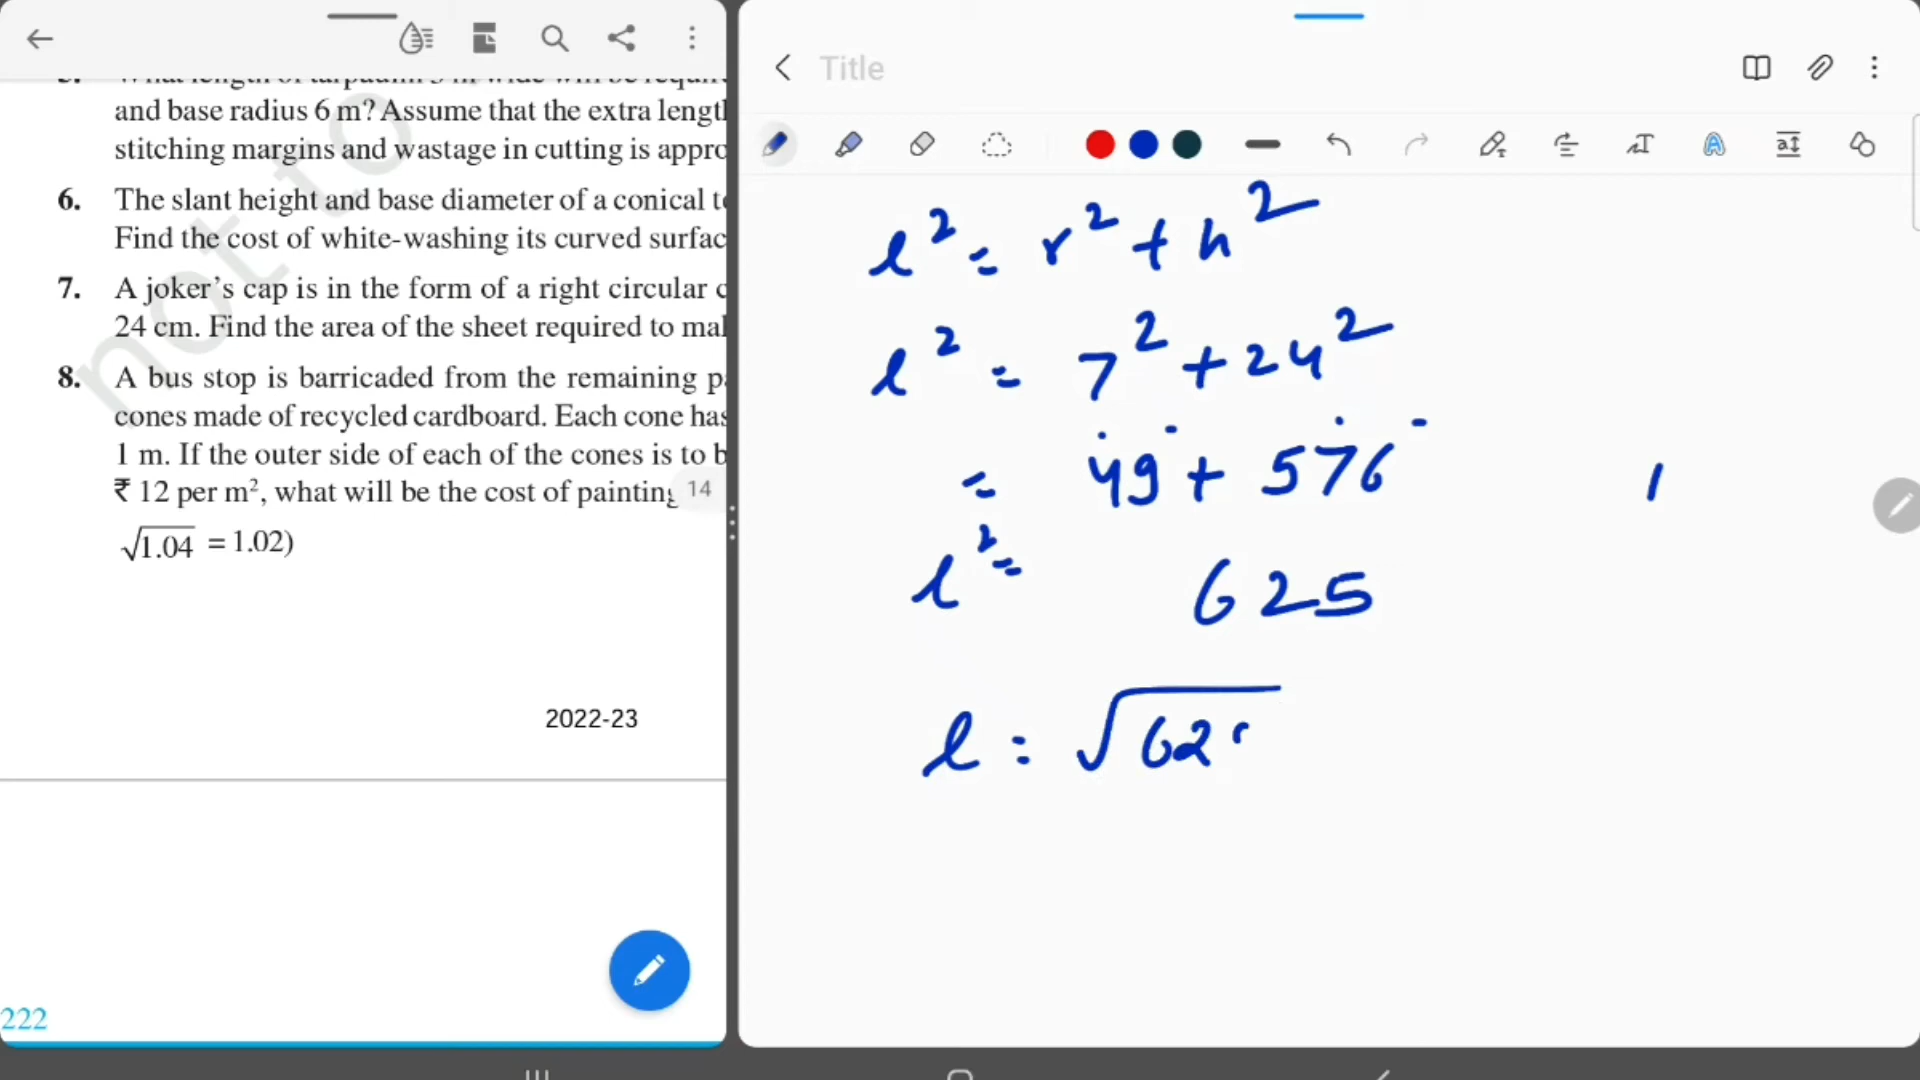 and base radius 6 m? Assume that the extra
stitching margins and wastage in cutting is
6. The slant height and base diameter of a conical
Find the cost of white-washing its curved
7. A joker's cap is in the form of a right circular
24 cm. Find the area of the sheet required to
8. A bus stop is barricaded from the remaining
cones made of recycled cardboard. Each cone has
1 m. If the outer side of each of the cones is to
₹ 12 per m², what will be the cost of painting
14
√1.04 = 1.02)
2022-23
222
not to
Title
l² = r² + h²
l² = 7² + 24²
= 49 + 576
l² = 625
l = √62